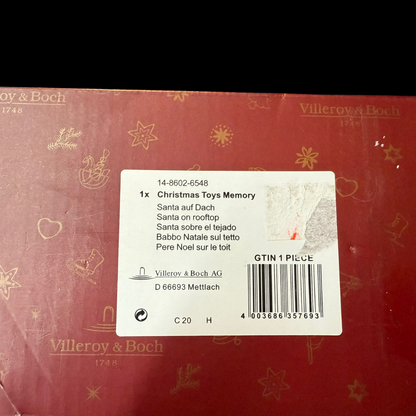 Villeroy & Boch
1748
Villeroy & Boch
1748
14-8602-6548
1x Christmas Toys Memory
Santa auf Dach
Santa on rooftop
Santa sobre el tejado
Babbo Natale sul tetto
Pere Noel sur le toit
GTIN 1 PIECE
Villeroy & Boch AG
D 66693 Mettlach
4 003686 357693
C 20 H
Villeroy & Boch
1748